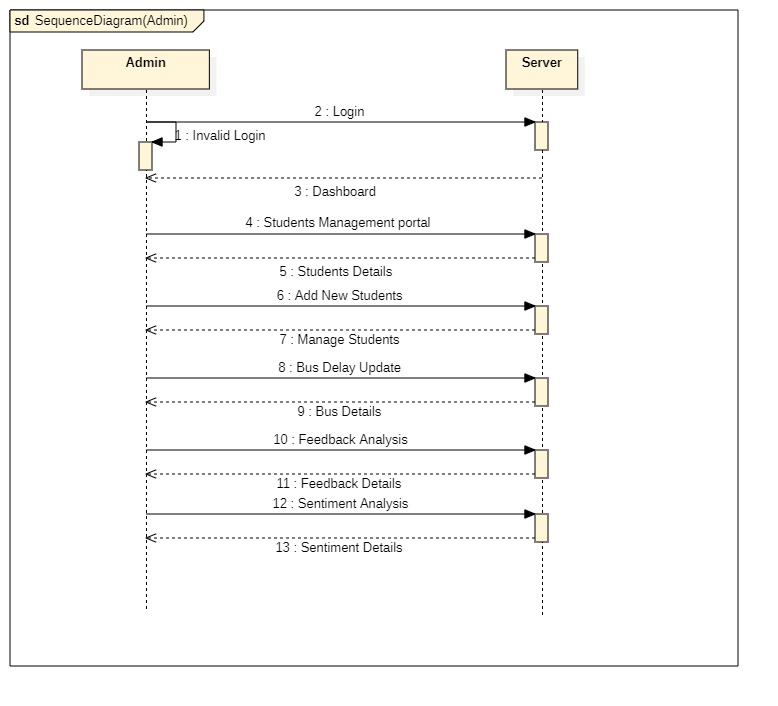 sd SequenceDiagram(Admin)
Admin
Server
2 : Login
1 : Invalid Login
3 : Dashboard
4 : Students Management portal
5 : Students Details
6 : Add New Students
7 : Manage Students
8 : Bus Delay Update
9 : Bus Details
10 : Feedback Analysis
11 : Feedback Details
12 : Sentiment Analysis
13 : Sentiment Details